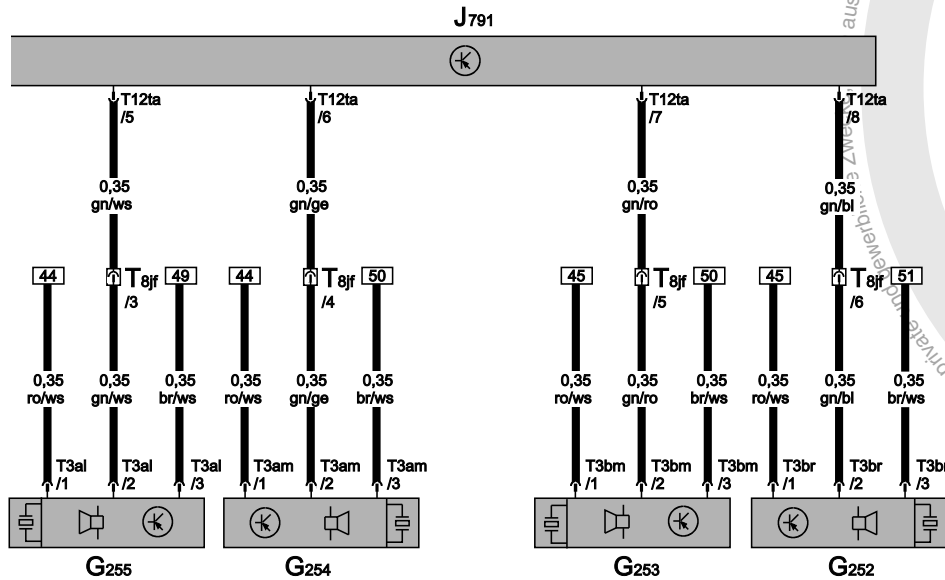 J791
T12ta T12ta T12ta T12ta
/5 /6 /7 /8
0,35 0,35 0,35 0,35
gn/ws gn/ge gn/ro gn/bl
44 T8jf 49 44 T8jf 50 45 T8jf 50 45 T8jf 51
/3 /4 /5 /6
0,35 0,35 0,35 0,35 0,35 0,35 0,35 0,35 0,35 0,35 0,35 0,35
ro/ws gn/ws br/ws ro/ws gn/ge br/ws ro/ws gn/ro br/ws ro/ws gn/bl br/ws
T3al T3al T3al T3am T3am T3am T3bm T3bm T3bm T3br T3br
/1 /2 /3 /1 /2 /3 /1 /2 /3 /1 /2 /3
G255 G254 G253 G252
aus
private und gewerbliche Zwecke,